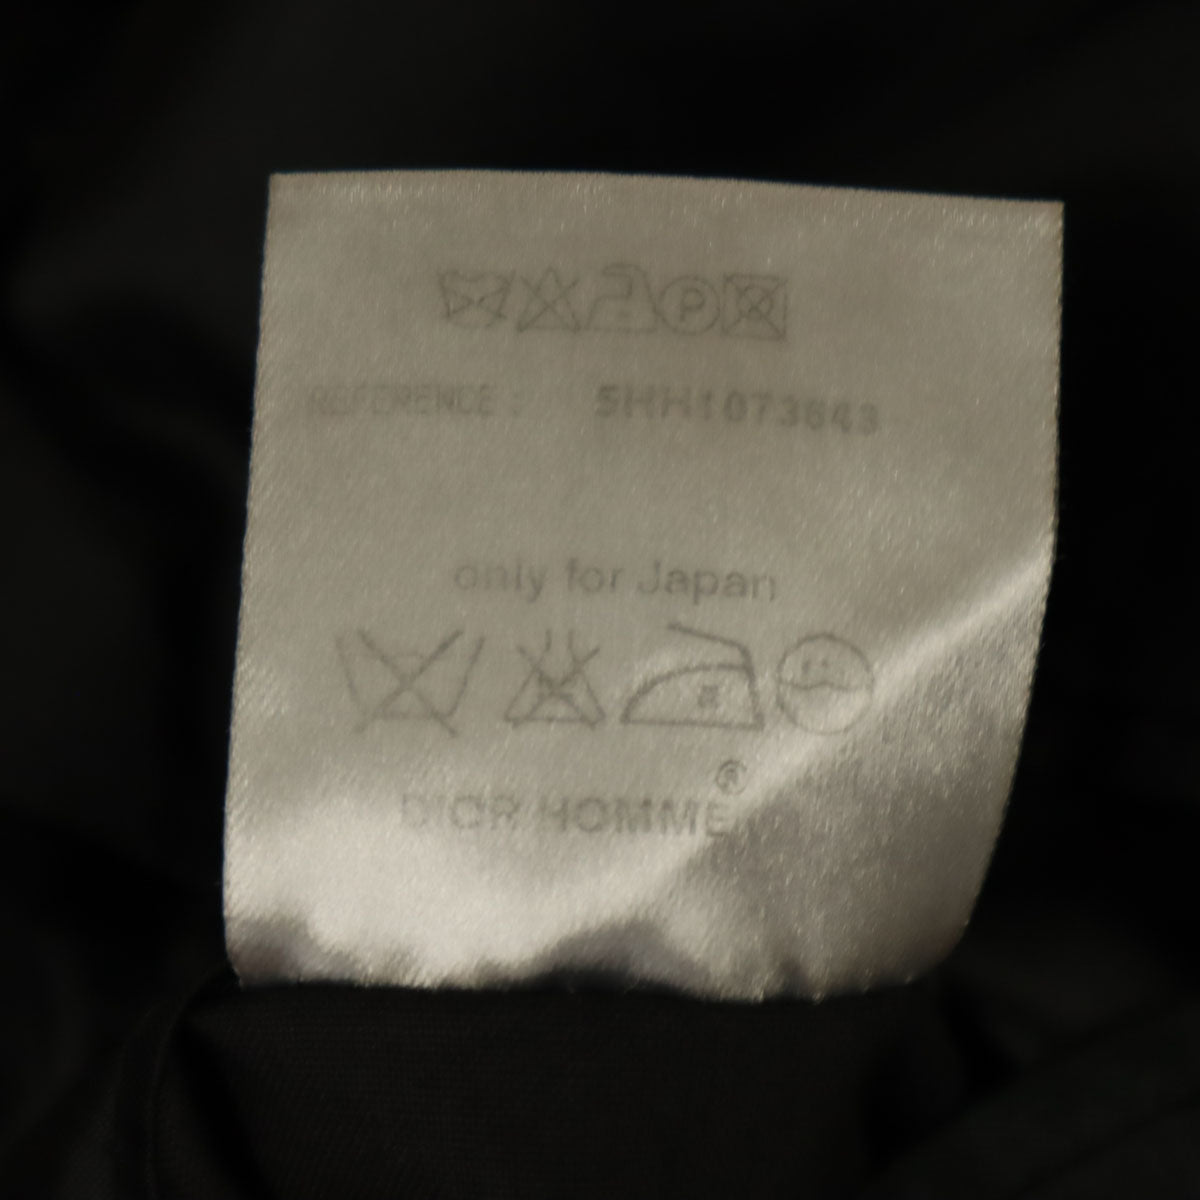 P
REFERENCE : 5HH1073643
only for Japan
DIOR HOMME®